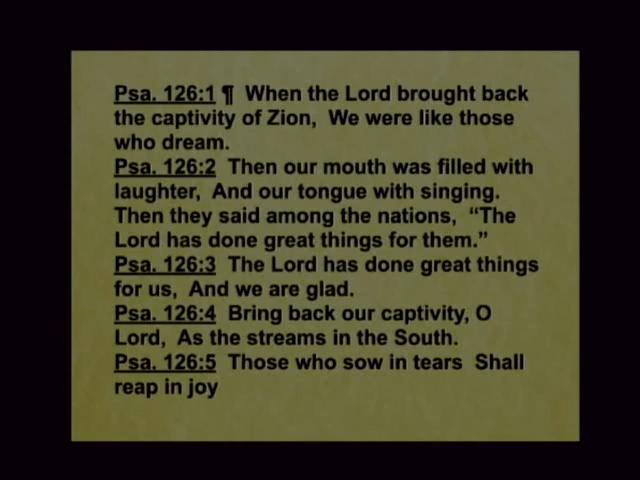 Psa. 126:1 ¶  When the Lord brought back
the captivity of Zion,  We were like those
who dream.
Psa. 126:2  Then our mouth was filled with
laughter,  And our tongue with singing.
Then they said among the nations,  “The
Lord has done great things for them.”
Psa. 126:3  The Lord has done great things
for us,  And we are glad.
Psa. 126:4  Bring back our captivity, O
Lord,  As the streams in the South.
Psa. 126:5  Those who sow in tears  Shall
reap in joy